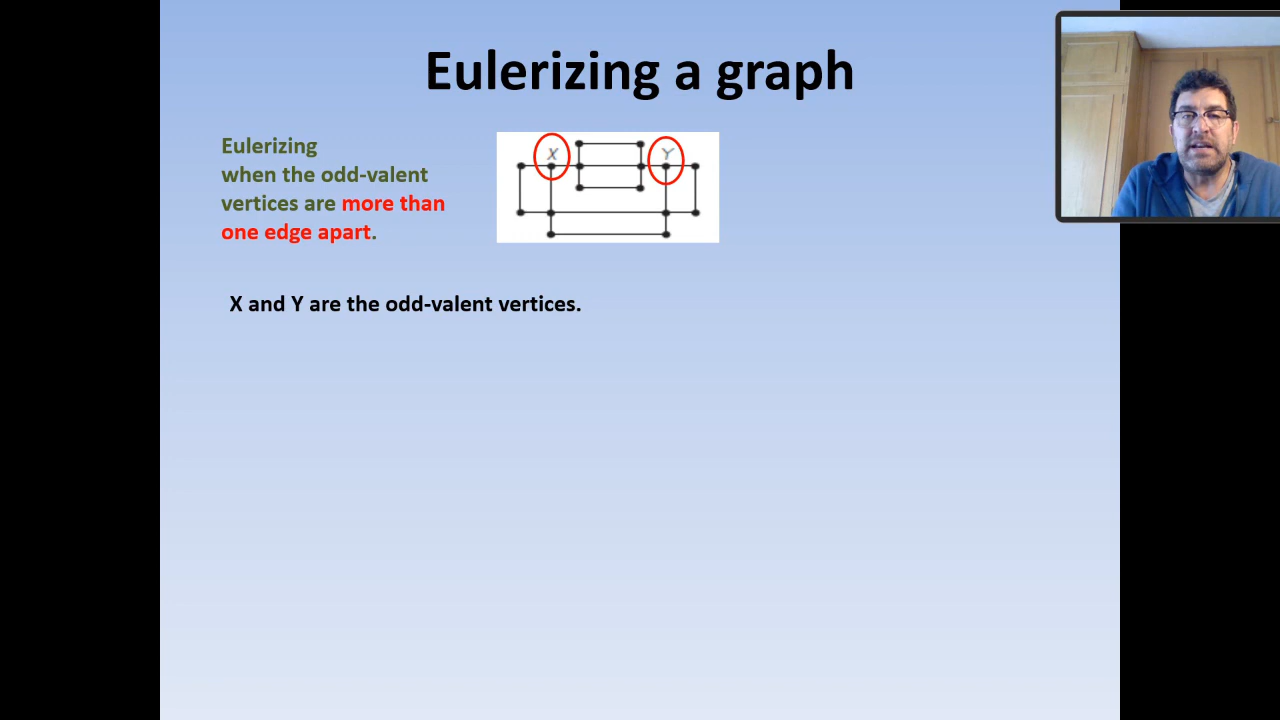 Eulerizing a graph
Eulerizing
when the odd-valent
vertices are more than
one edge apart.
X
Y
X and Y are the odd-valent vertices.